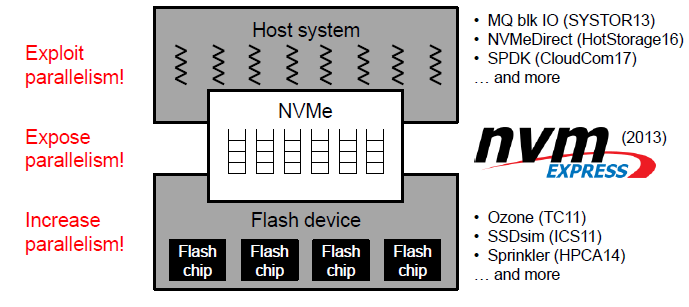 Exploit
parallelism!
Host system
• MQ blk IO (SYSTOR13)
• NVMeDirect (HotStorage16)
• SPDK (CloudCom17)
… and more
Expose
parallelism!
NVMe
nvm
EXPRESS
(2013)
Increase
parallelism!
Flash device
Flash
chip
Flash
chip
Flash
chip
Flash
chip
• Ozone (TC11)
• SSDsim (ICS11)
• Sprinkler (HPCA14)
… and more